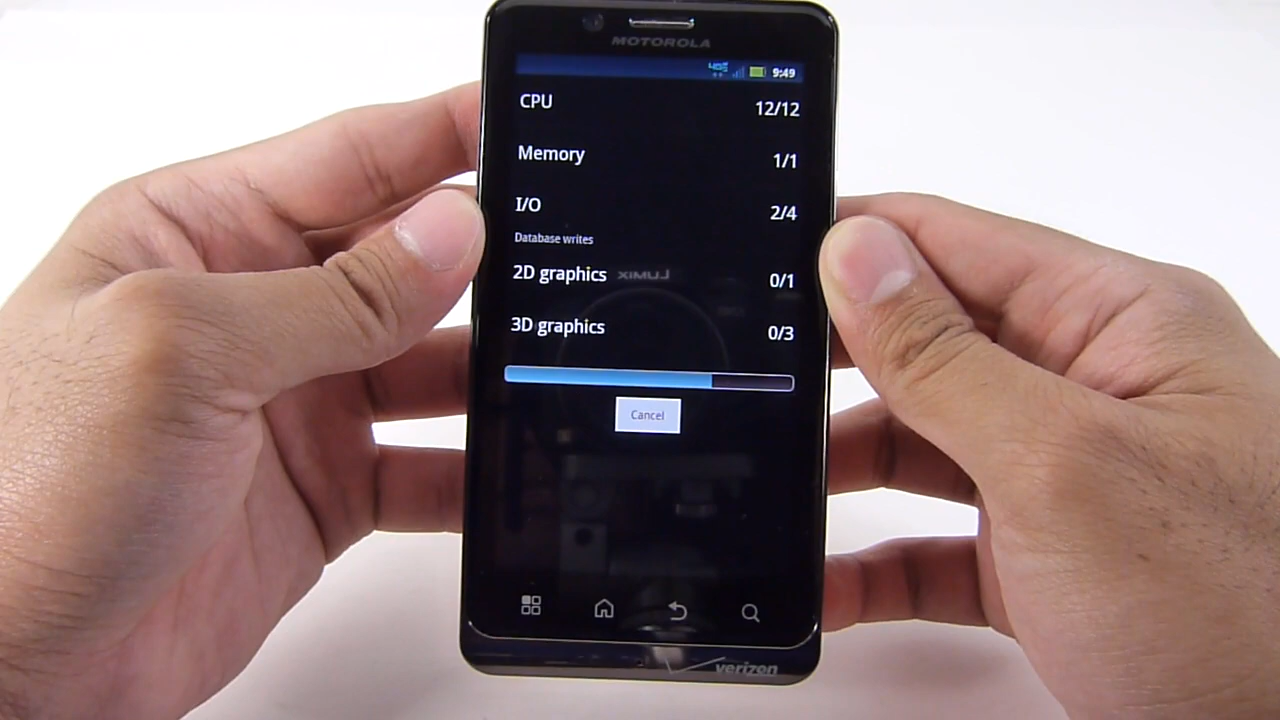 MOTOROLA
4G 9:49
CPU 12/12
Memory 1/1
I/O 2/4
Database writes
2D graphics 0/1
LUMIX
3D graphics 0/3
Cancel
verizon